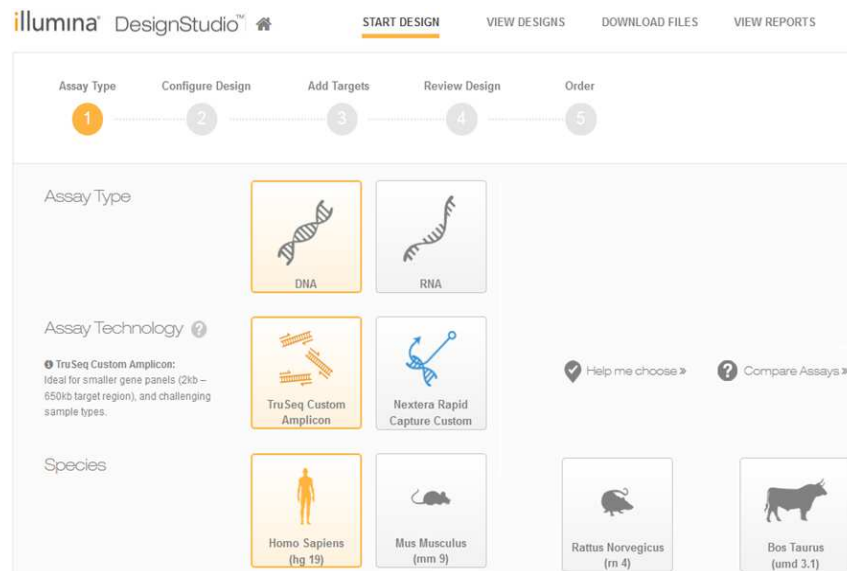 illumina® DesignStudio™ START DESIGN VIEW DESIGNS DOWNLOAD FILES VIEW REPORTS
Assay Type Configure Design Add Targets Review Design Order
1 2 3 4 5
Assay Type
DNA RNA
Assay Technology ?
TruSeq Custom Amplicon:
Ideal for smaller gene panels (2kb –
650kb target region), and challenging
sample types.
TruSeq Custom
Amplicon
Nextera Rapid
Capture Custom
Help me choose » ? Compare Assays »
Species
Homo Sapiens
(hg 19)
Mus Musculus
(mm 9)
Rattus Norvegicus
(rn 4)
Bos Taurus
(umd 3.1)